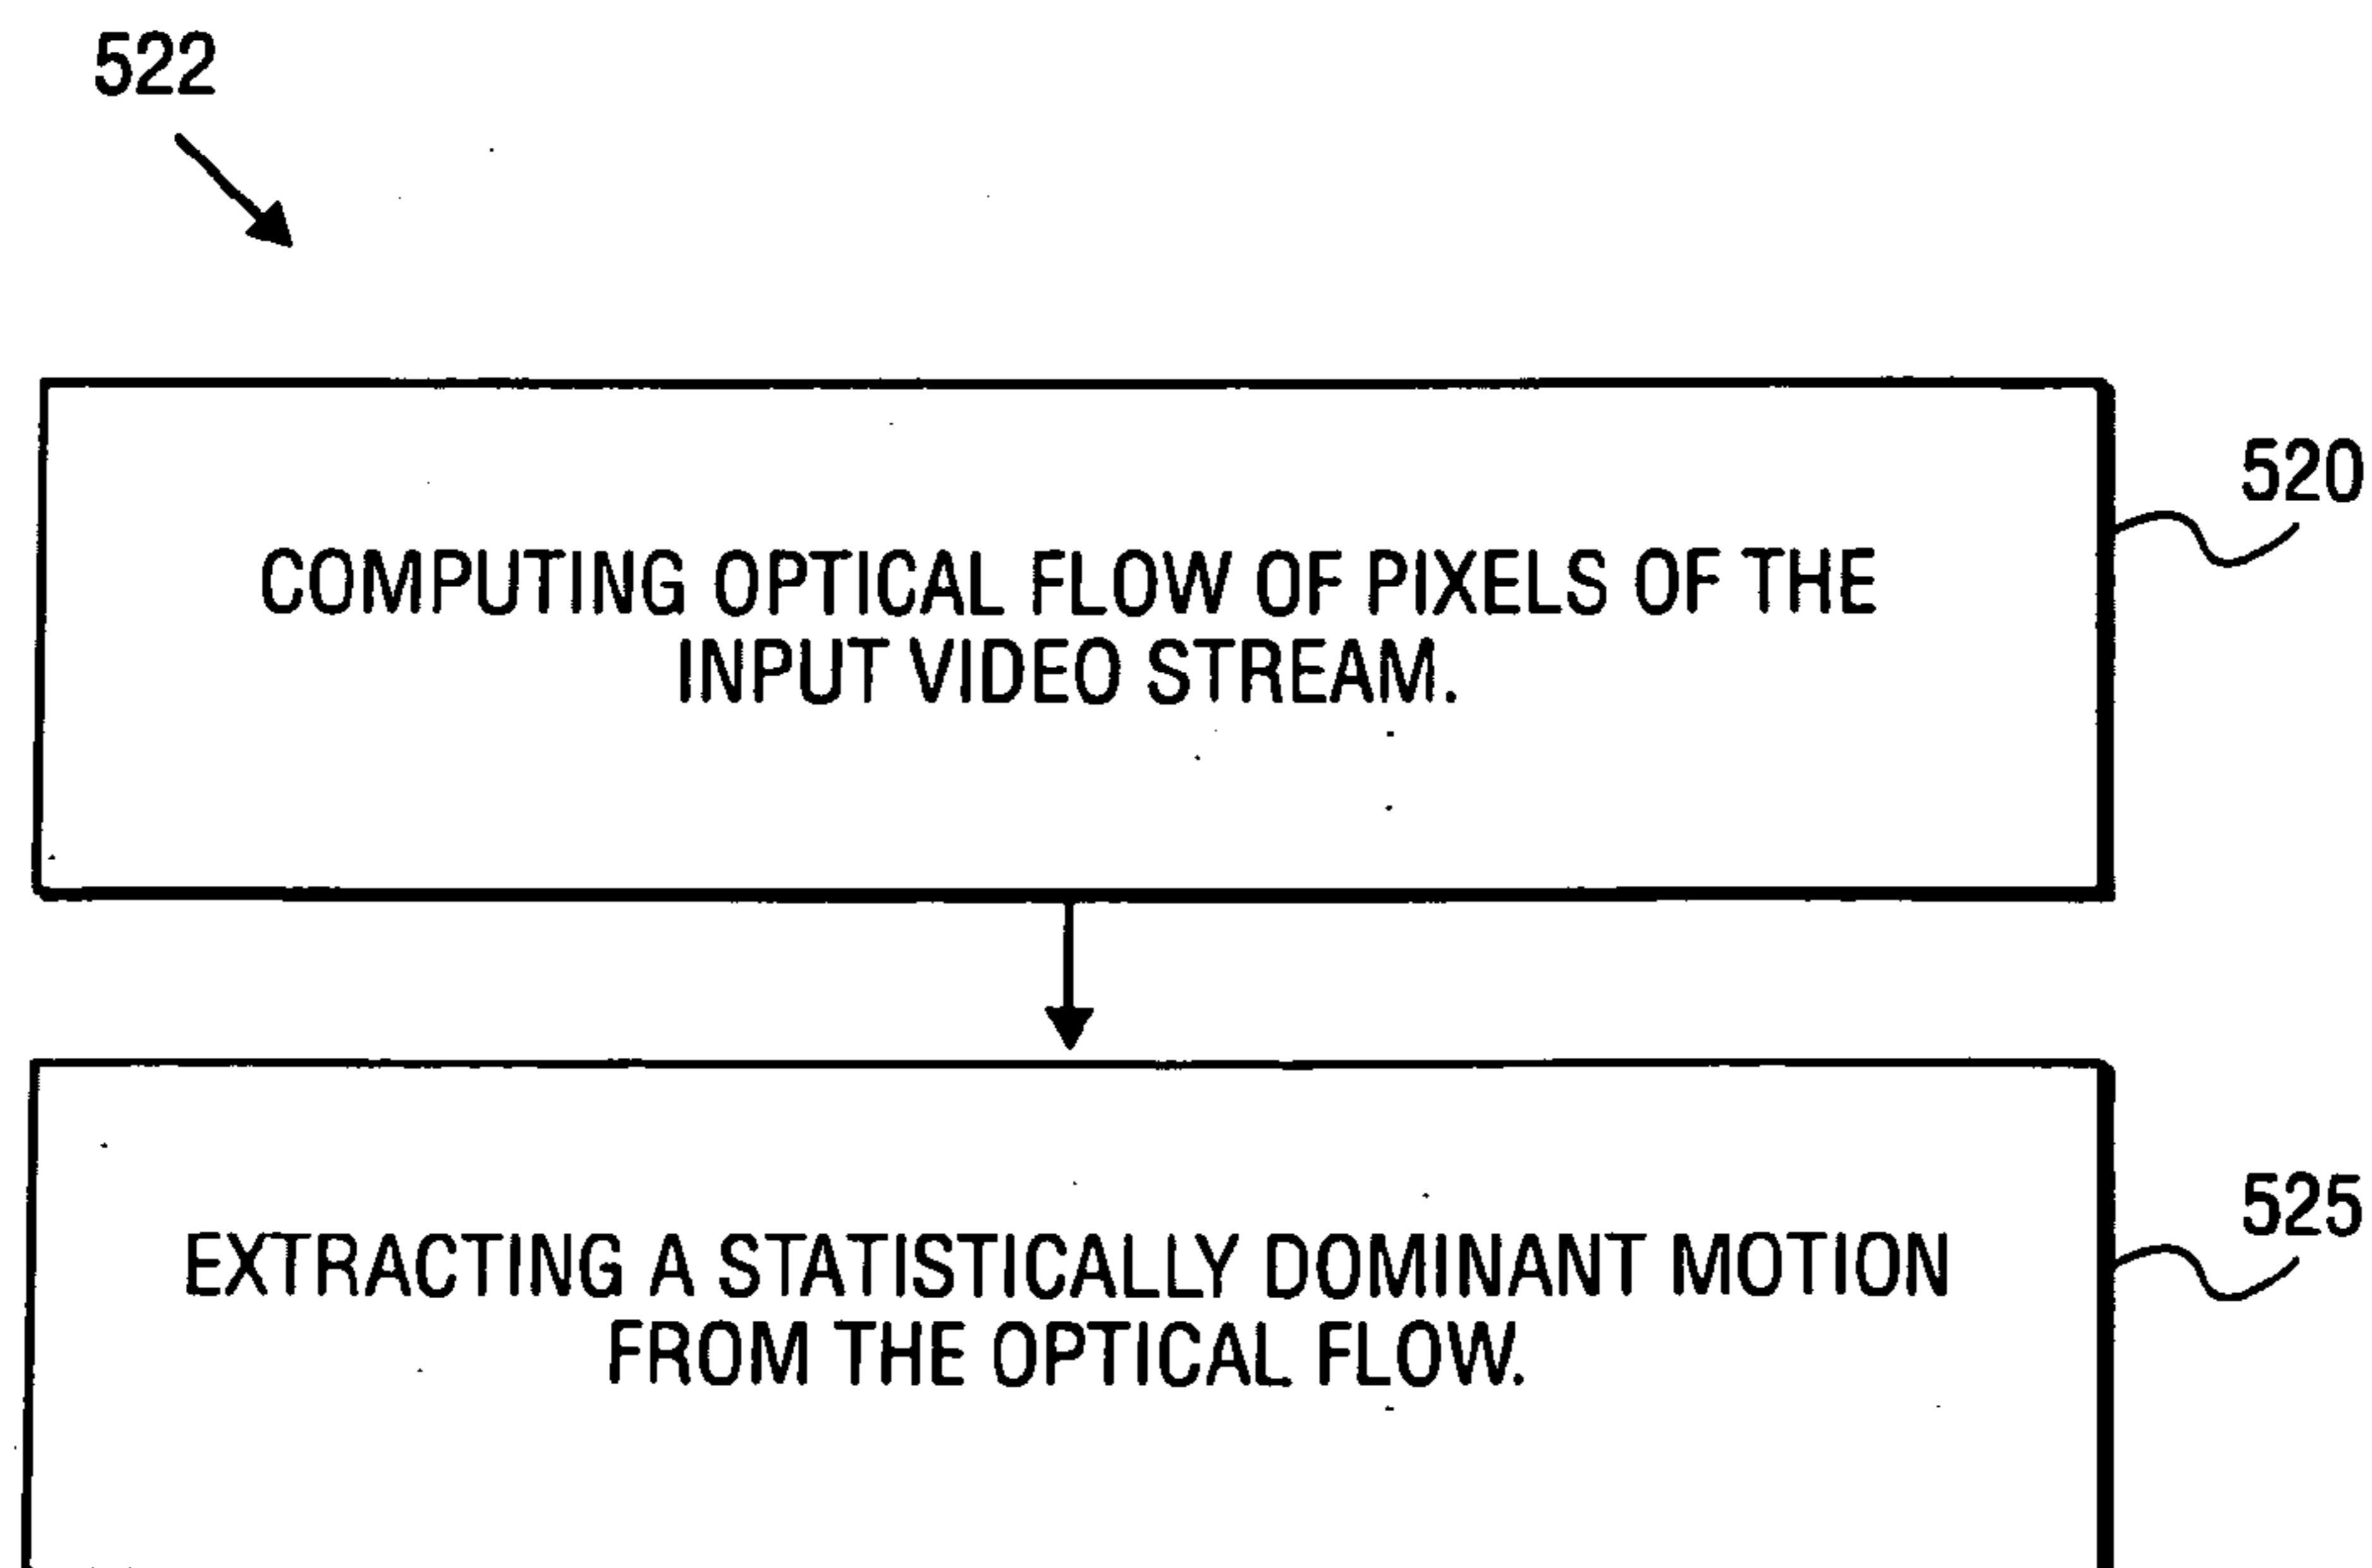 522
520
COMPUTING OPTICAL FLOW OF PIXELS OF THE
INPUT VIDEO STREAM.
525
EXTRACTING A STATISTICALLY DOMINANT MOTION
FROM THE OPTICAL FLOW.